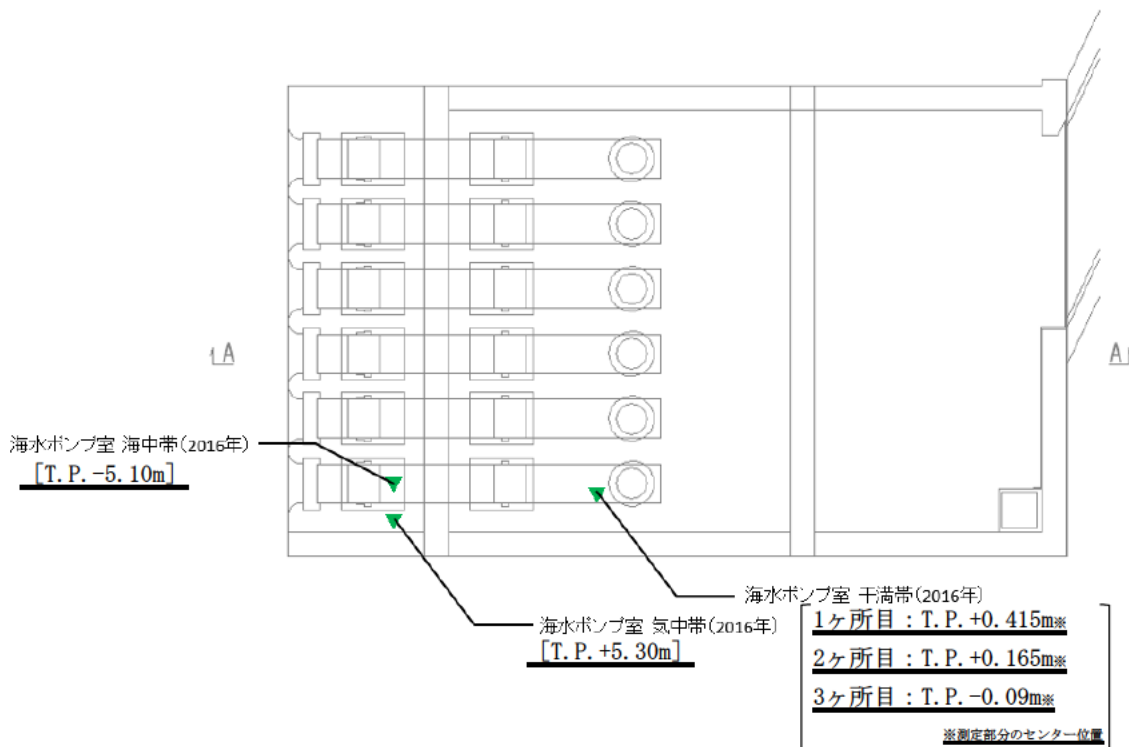 A
A
海水ポンプ室 海中帯(2016年)
[T.P.-5.10m]
海水ポンプ室 干満帯(2016年)
海水ポンプ室 気中帯(2016年)
[T.P.+5.30m]
1ヶ所目：T.P.+0.415m※
2ヶ所目：T.P.+0.165m※
3ヶ所目：T.P.-0.09m※
※測定部分のセンター位置